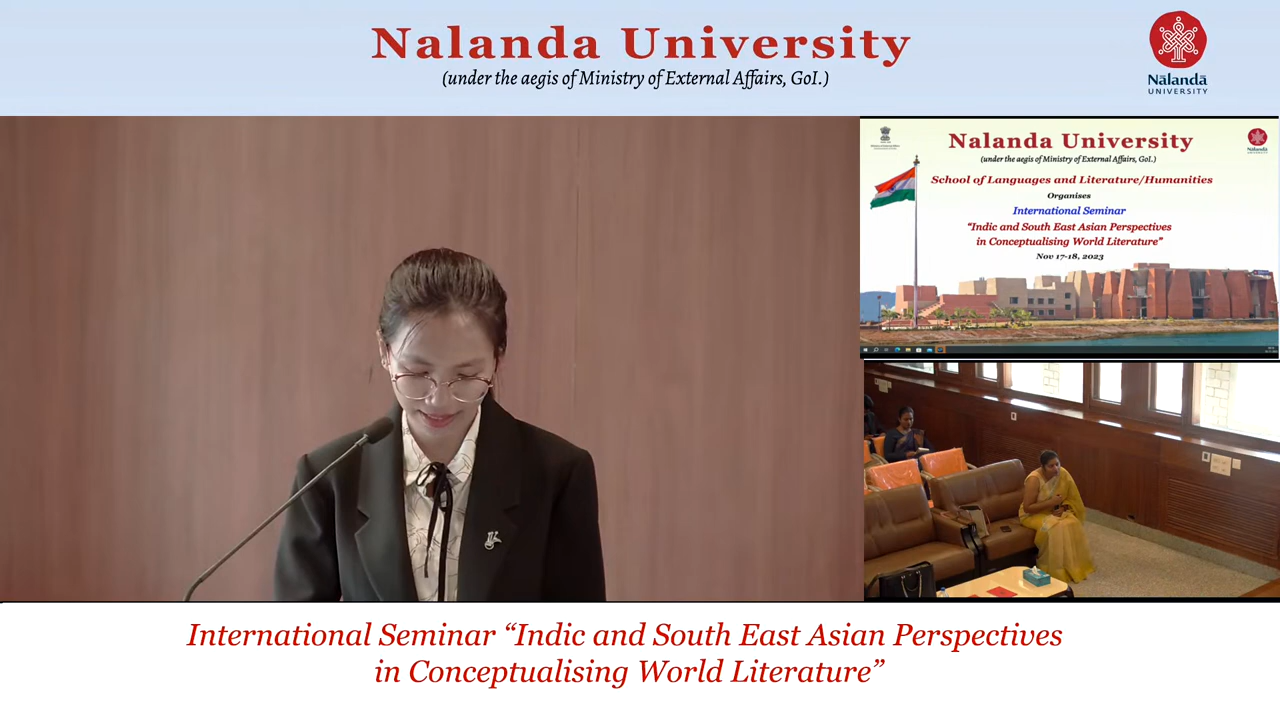 Nalanda University
(under the aegis of Ministry of External Affairs, GoI.)
Nālandā
UNIVERSITY
Nalanda University
(under the aegis of Ministry of External Affairs, GoI.)
Nālandā
School of Languages and Literature/Humanities
Organises
International Seminar
“Indic and South East Asian Perspectives
in Conceptualising World Literature”
Nov 17-18, 2023
International Seminar “Indic and South East Asian Perspectives
in Conceptualising World Literature”